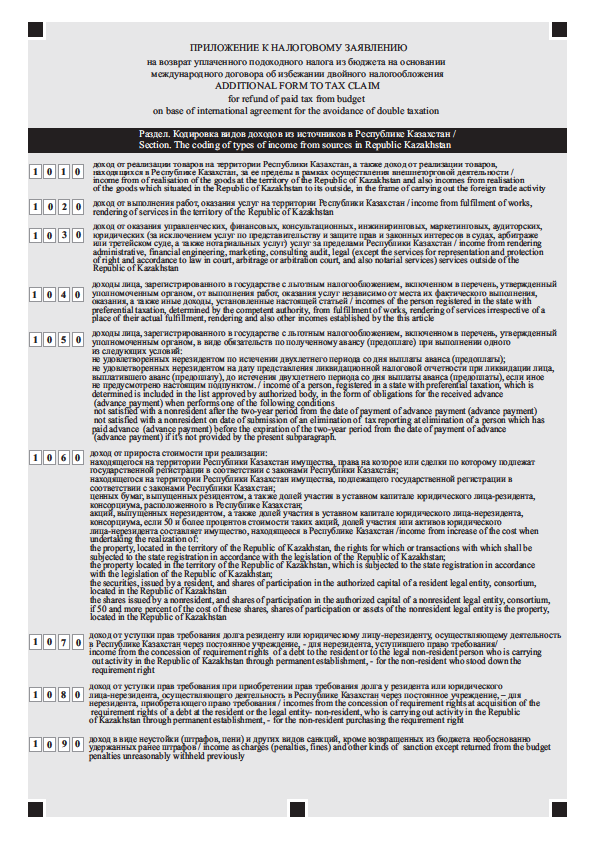 ПРИЛОЖЕНИЕ К НАЛОГОВОМУ ЗАЯВЛЕНИЮ
на возврат уплаченного подоходного налога из бюджета на основании
международного договора об избежании двойного налогообложения
ADDITIONAL FORM TO TAX CLAIM
for refund of paid tax from budget
on base of international agreement for the avoidance of double taxation
Раздел. Кодировка видов доходов из источников в Республике Казахстан /
Section. The coding of types of income from sources in Republic Kazakhstan
1 0 1 0
доход от реализации товаров на территории Республики Казахстан, а также доход от реализации товаров,
находящихся в Республике Казахстан, за ее пределы в рамках осуществления внешнеторговой деятельности /
income from of realisation of the goods at the territory of the Republic of Kazakhstan and also incomes from realisation
of the goods which situated in the Republic of Kazakhstan to its outside, in the frame of carrying out the foreign trade activity
1 0 2 0
доход от выполнения работ, оказания услуг на территории Республики Казахстан / income from fulfilment of works,
rendering of services in the territory of the Republic of Kazakhstan
1 0 3 0
доход от оказания управленческих, финансовых, консультационных, инжиниринговых, маркетинговых, аудиторских,
юридических (за исключением услуг по представительству и защите прав и законных интересов в судах, арбитраже
или третейском суде, а также нотариальных услуг) услуг за пределами Республики Казахстан / income from rendering
administrative, financial engineering, marketing, consulting audit, legal (except the services for representation and protection
of right and accordance to law in court, arbitrage or arbitration court, and also notarial services) services outside of the
Republic of Kazakhstan
1 0 4 0
доходы лица, зарегистрированного в государстве с льготным налогообложением, включенном в перечень, утвержденный
уполномоченным органом, от выполнения работ, оказания услуг независимо от места их фактического выполнения,
оказания, а также иные доходы, установленные настоящей статьей / incomes of the person registered in the state with
preferential taxation, determined by the competent authority, from fulfillment of works, rendering of services irrespective of a
place of their actual fulfillment, rendering and also other incomes established by the this article
1 0 5 0
доходы лица, зарегистрированного в государстве с льготным налогообложением, включенном в перечень, утвержденный
уполномоченным органом, в виде обязательств по полученному авансу (предоплате) при выполнении одного
из следующих условий:
не удовлетворенных нерезидентом по истечении двухлетнего периода со дня выплаты аванса (предоплаты);
не удовлетворенных нерезидентом на дату представления ликвидационной налоговой отчетности при ликвидации лица,
выплатившего аванс (предоплату), до истечения двухлетнего периода со дня выплаты аванса (предоплаты), если иное
не предусмотрено настоящим подпунктом. / income of a person, registered in a state with preferential taxation, which is
determined is included in the list approved by authorized body, in the form of obligations for the received advance
(advance payment) when performs one of the following conditions
not satisfied with a nonresident after the two-year period from the date of payment of advance payment (advance payment)
not satisfied with a nonresident on date of submission of an elimination of tax reporting at elimination of a person which has
paid advance (advance payment) before the expiration of the two-year period from the date of payment of advance
(advance payment) if it's not provided by the present subparagraph.
1 0 6 0
доход от прироста стоимости при реализации:
находящегося на территории Республики Казахстан имущества, права на которое или сделки по которому подлежат
государственной регистрации в соответствии с законами Республики Казахстан;
находящегося на территории Республики Казахстан имущества, подлежащего государственной регистрации в
соответствии с законами Республики Казахстан;
ценных бумаг, выпущенных резидентом, а также долей участия в уставном капитале юридического лица-резидента,
консорциума, расположенного в Республике Казахстан;
акций, выпущенных нерезидентом, а также долей участия в уставном капитале юридического лица-нерезидента,
консорциума, если 50 и более процентов стоимости таких акций, долей участия или активов юридического
лица-нерезидента составляет имущество, находящееся в Республике Казахстан /income from increase of the cost when
undertaking the realization of:
the property, located in the territory of the Republic of Kazakhstan, the rights for which or transactions with which shall be
subjected to the state registration in accordance with the legislation of the Republic of Kazakhstan;
the property located in the territory of the Republic of Kazakhstan, which is subjected to the state registration in accordance
with the legislation of the Republic of Kazakhstan;
the securities, issued by a resident, and shares of participation in the authorized capital of a resident legal entity, consortium,
located in the Republic of Kazakhstan
the shares issued by a nonresident, and shares of participation in the authorized capital of a nonresident legal entity, consortium,
if 50 and more percent of the cost of these shares, shares of participation or assets of the nonresident legal entity is the property,
located in the Republic of Kazakhstan
1 0 7 0
доход от уступки прав требования долга резиденту или юридическому лицу-нерезиденту, осуществляющему деятельность
в Республике Казахстан через постоянное учреждение, - для нерезидента, уступившего право требования/
income from the concession of requirement rights of a debt to the resident or to the legal non-resident person who is carrying
out activity in the Republic of Kazakhstan through permanent establishment, - for the non-resident who stood down the
requirement right
1 0 8 0
доход от уступки прав требования при приобретении прав требования долга у резидента или юридического
лица-нерезидента, осуществляющего деятельность в Республике Казахстан через постоянное учреждение, – для
нерезидента, приобретающего право требования / incomes from the concession of requirement rights at acquisition of the
requirement rights of a debt at the resident or the legal entity- non-resident, who is carrying out activity in the Republic
of Kazakhstan through permanent establishment, - for the non-resident purchasing the requirement right
1 0 9 0
доход в виде неустойки (штрафов, пени) и других видов санкций, кроме возвращенных из бюджета необоснованно
удержанных ранее штрафов / income as charges (penalties, fines) and other kinds of sanction except returned from the budget
penalties unreasonably withheld previously